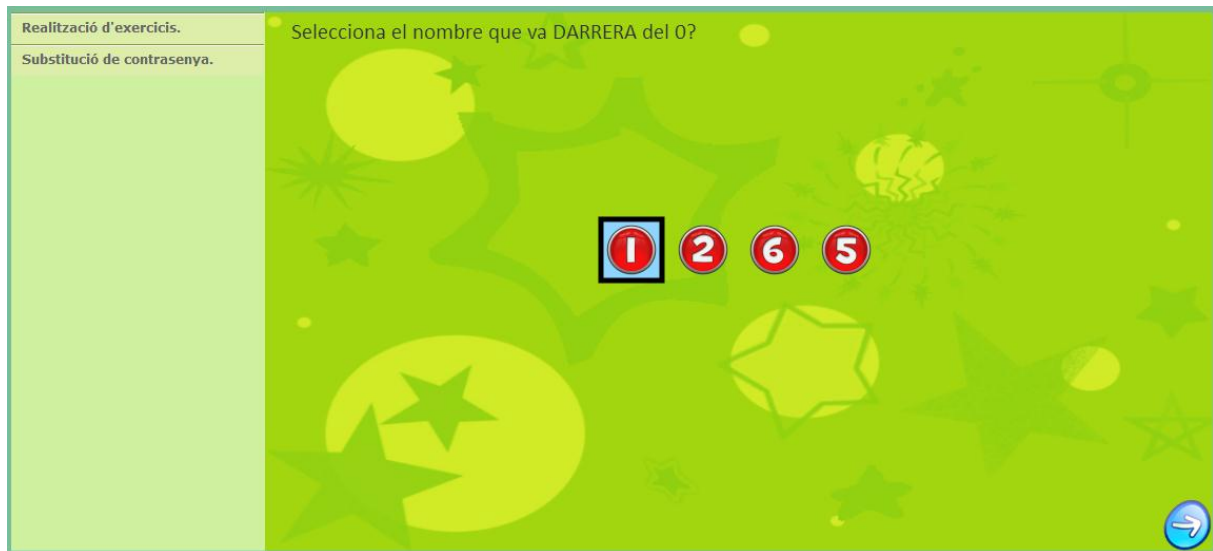 Realització d'exercicis.
Substitució de contrasenya.
Selecciona el nombre que va DARRERA del 0?
1 2 6 5